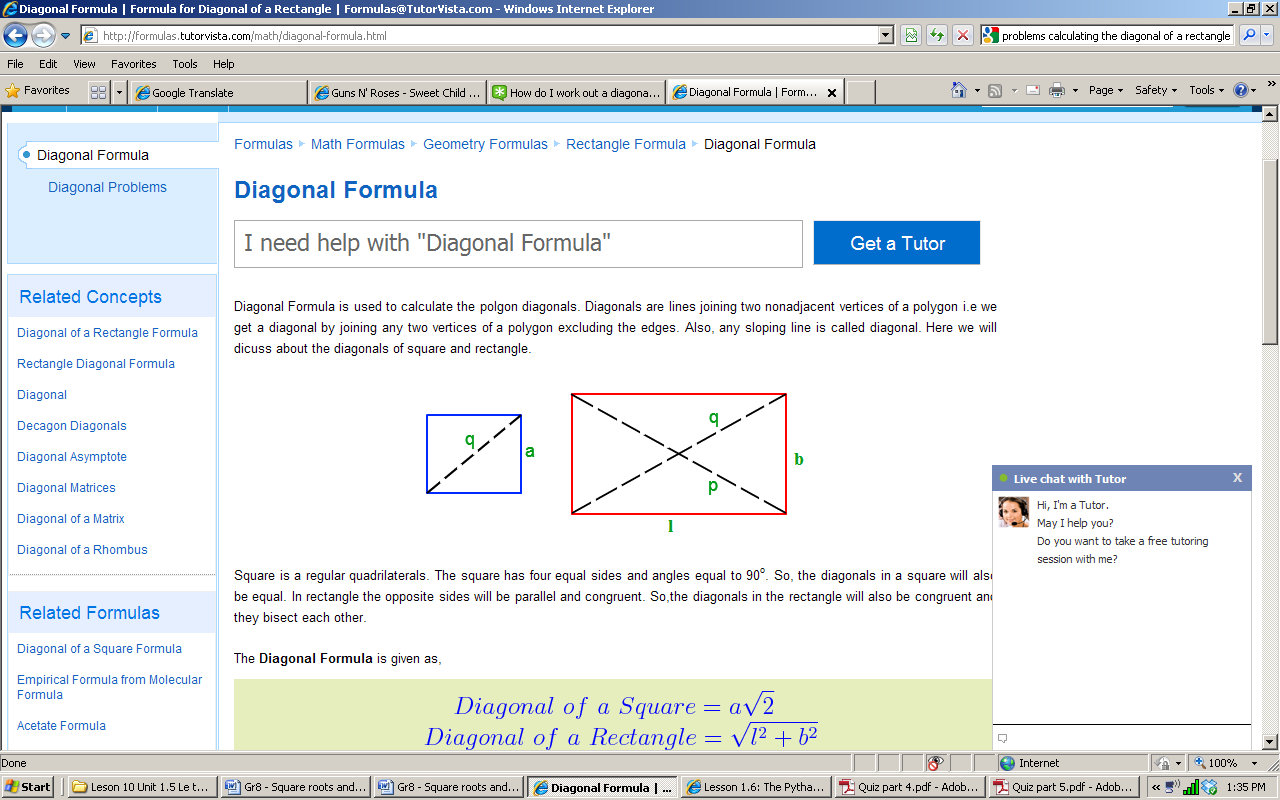 Diagonal Formula | Formula for Diagonal of a Rectangle | Formulas@TutorVista.com - Windows Internet Explorer
http://formulas.tutorvista.com/math/diagonal-formula.html
problems calculating the diagonal of a rectangle
File Edit View Favorites Tools Help
Favorites
Google Translate
Guns N' Roses - Sweet Child ...
How do I work out a diagona...
Diagonal Formula | Form...
Page
Safety
Tools
Diagonal Formula
Diagonal Problems
Related Concepts
Diagonal of a Rectangle Formula
Rectangle Diagonal Formula
Diagonal
Decagon Diagonals
Diagonal Asymptote
Diagonal Matrices
Diagonal of a Matrix
Diagonal of a Rhombus
Related Formulas
Diagonal of a Square Formula
Empirical Formula from Molecular
Formula
Acetate Formula
Formulas Math Formulas Geometry Formulas Rectangle Formula Diagonal Formula
Diagonal Formula
I need help with "Diagonal Formula"
Get a Tutor
Diagonal Formula is used to calculate the polgon diagonals. Diagonals are lines joining two nonadjacent vertices of a polygon i.e we
get a diagonal by joining any two vertices of a polygon excluding the edges. Also, any sloping line is called diagonal. Here we will
dicuss about the diagonals of square and rectangle.
q
a
q
b
p
l
Square is a regular quadrilaterals. The square has four equal sides and angles equal to 90°. So, the diagonals in a square will also
be equal. In rectangle the opposite sides will be parallel and congruent. So,the diagonals in the rectangle will also be congruent and
they bisect each other.
The Diagonal Formula is given as,
Diagonal of a Square = a√2
Diagonal of a Rectangle = √(l² + b²)
Live chat with Tutor X
Hi, I'm a Tutor.
May I help you?
Do you want to take a free tutoring
session with me?
Done
Internet
100%
Start
Leson 10 Unit 1.5 Le t...
Gr8 - Square roots and...
Gr8 - Square roots and...
Diagonal Formula | ...
Lesson 1.6: The Pytha...
Quiz part 4.pdf - Adob...
Quiz part 5.pdf - Adob...
1:35 PM